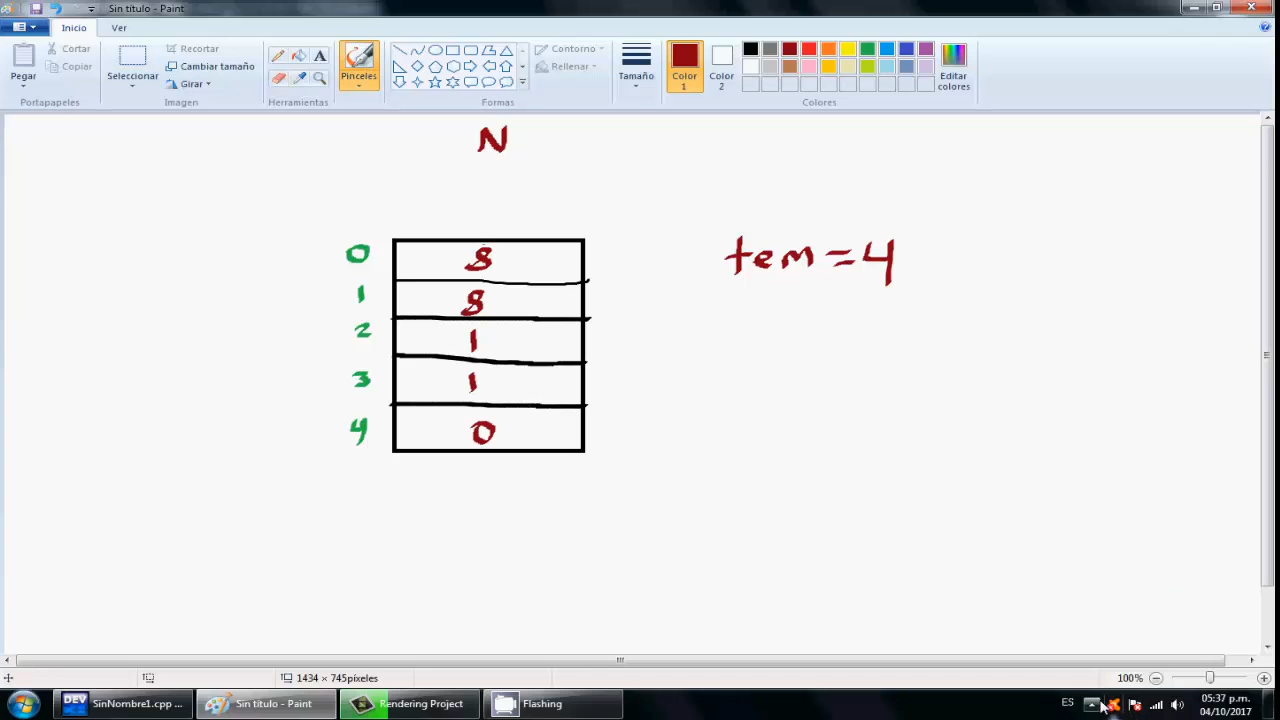 Sin título - Paint
Inicio Ver
Pegar
Cortar
Copiar
Portapapeles
Seleccionar
Recortar
Cambiar tamaño
Girar
Imagen
A
Herramientas
Pinceles
Contorno
Rellenar
Formas
Tamaño
Color 1
Color 2
Editar colores
Colores
N
0 8
1 8
2 1
3 1
4 0
tem = 4
1434 × 745píxeles
100%
DEV SinNombre1.cpp ...
Sin título - Paint
Rendering Project
Flashing
ES
05:37 p.m.
04/10/2017